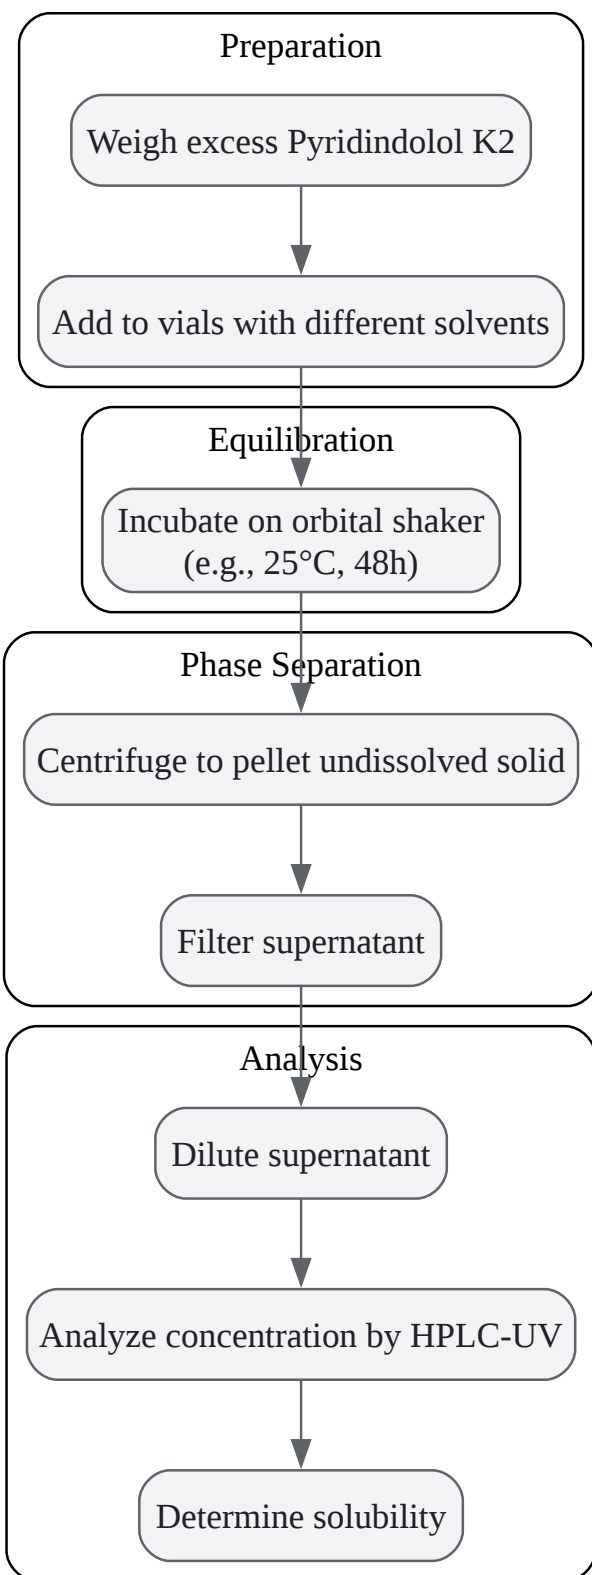 Preparation
Weigh excess Pyridindolol K2
Add to vials with different solvents
Equilibration
Incubate on orbital shaker
(e.g., 25°C, 48h)
Phase Separation
Centrifuge to pellet undissolved solid
Filter supernatant
Analysis
Dilute supernatant
Analyze concentration by HPLC-UV
Determine solubility